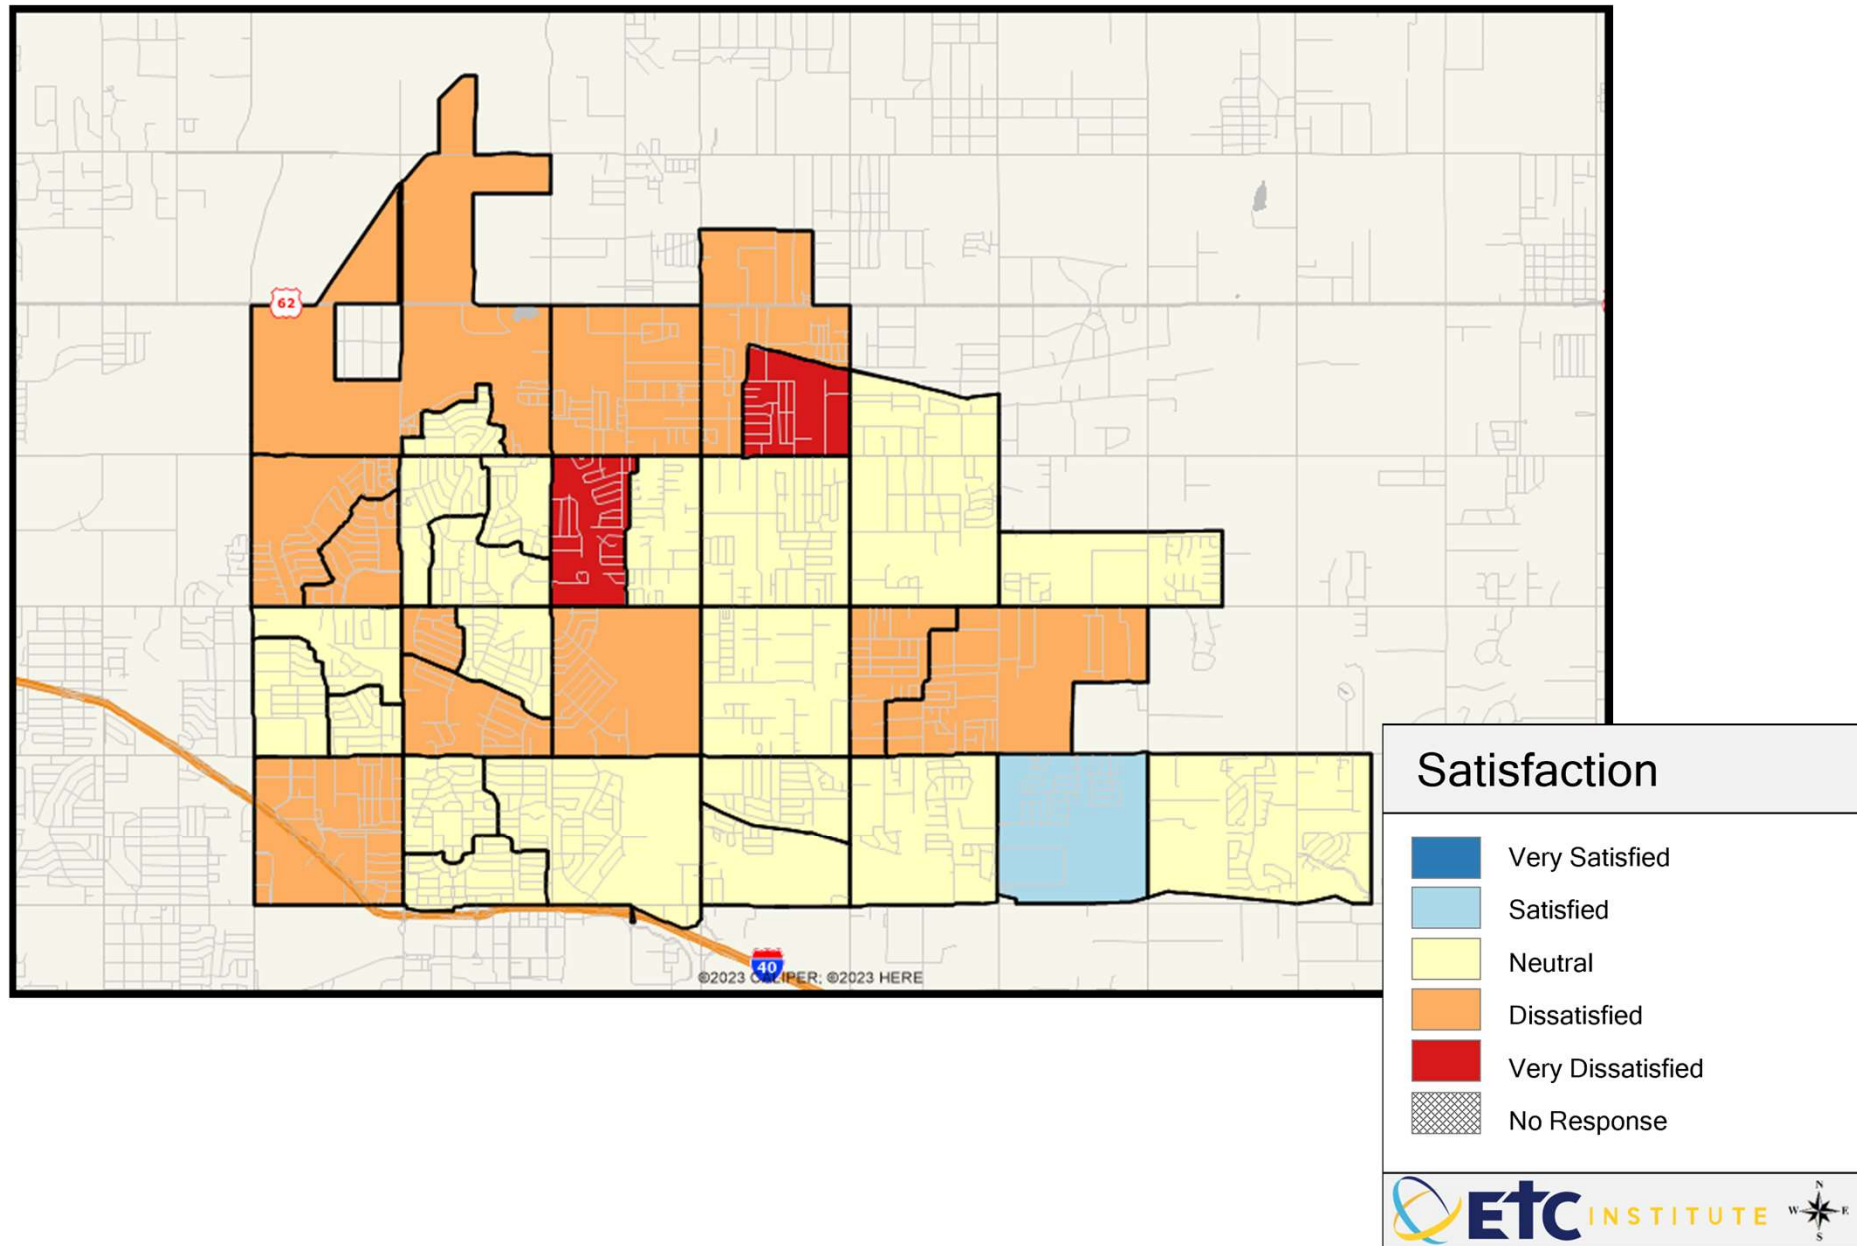 62
40
©2023 CALIPER; ©2023 HERE
Satisfaction
Very Satisfied
Satisfied
Neutral
Dissatisfied
Very Dissatisfied
No Response
ETC INSTITUTE
N
W E
S